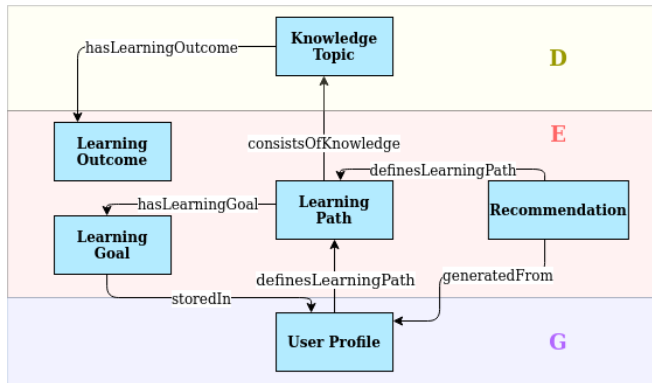 Knowledge
Topic
hasLearningOutcome
D
Learning
Outcome
E
consistsOfKnowledge
definesLearningPath
Learning
Path
Recommendation
hasLearningGoal
Learning
Goal
definesLearningPath
generatedFrom
storedIn
User Profile
G